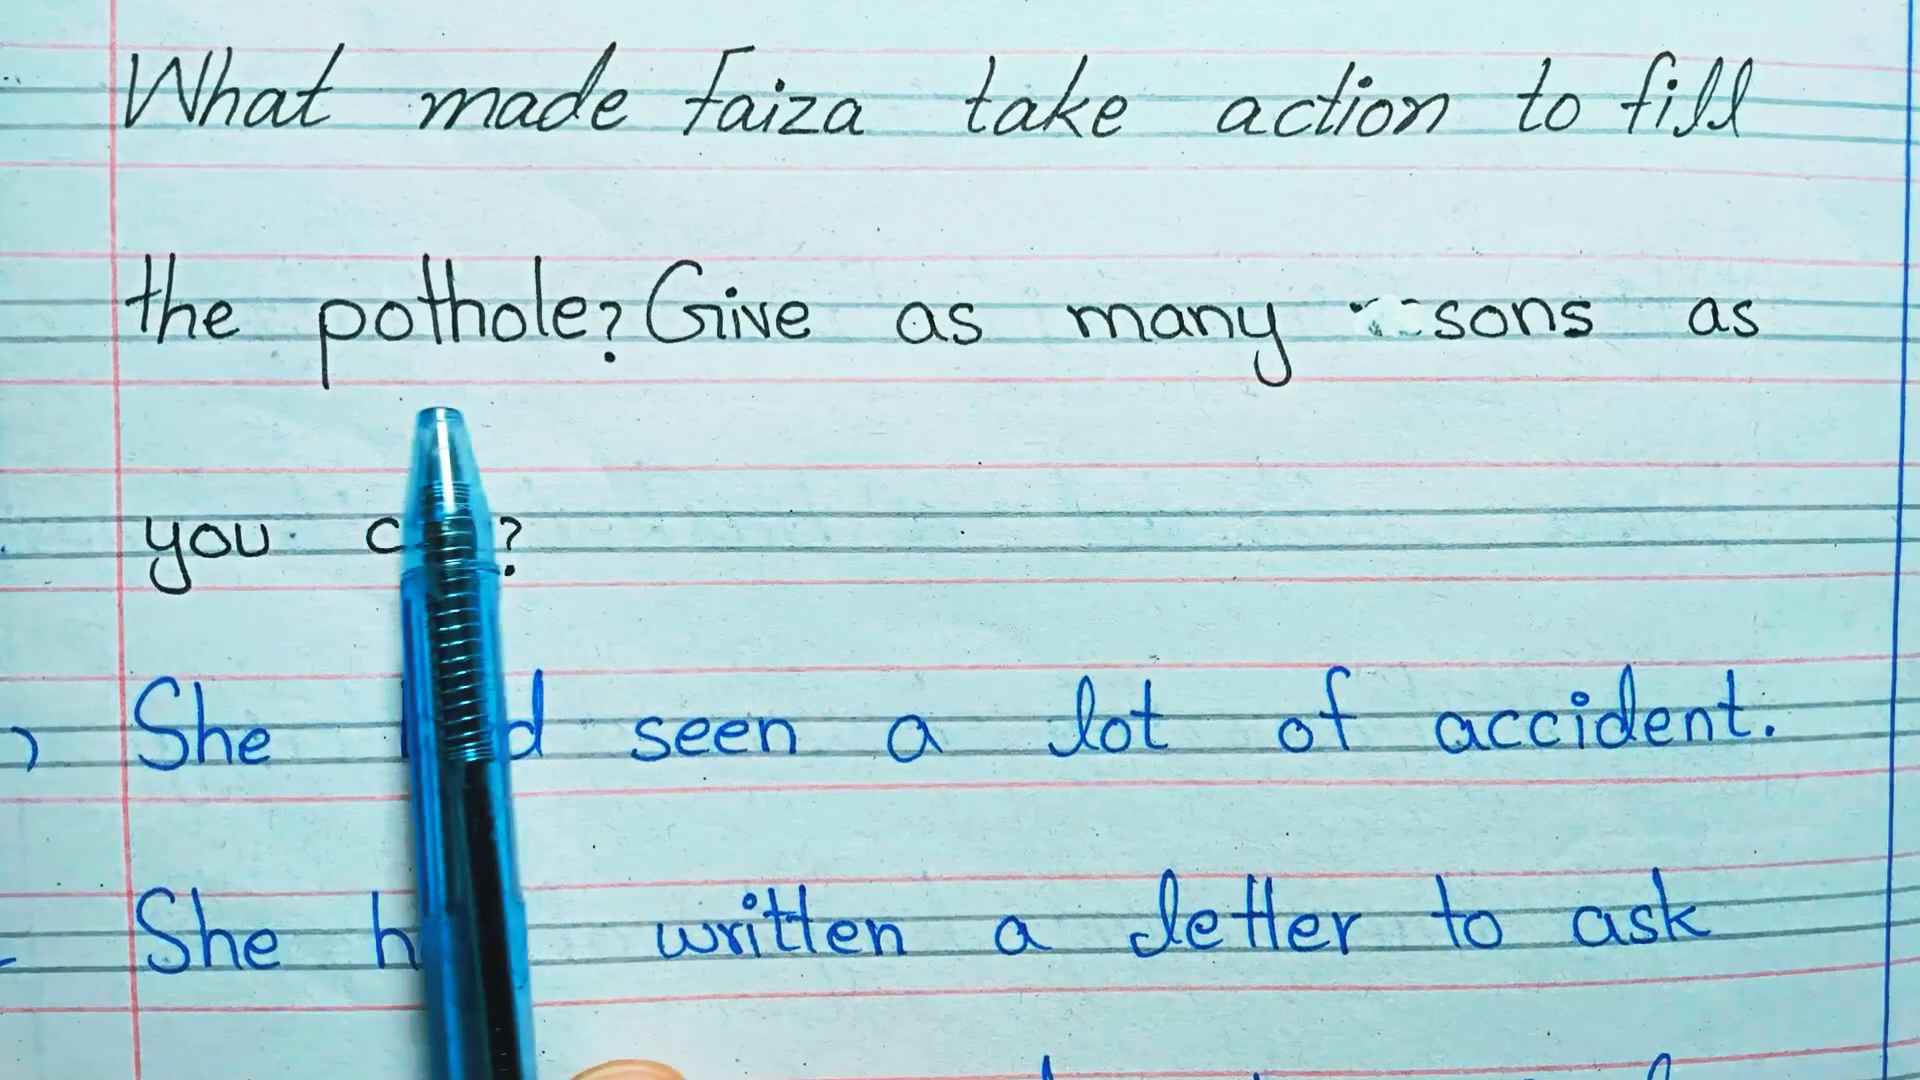 What made Faiza take action to fill
the pothole? Give as many as
you ?
She seen a lot of accident.
She written a letter to ask